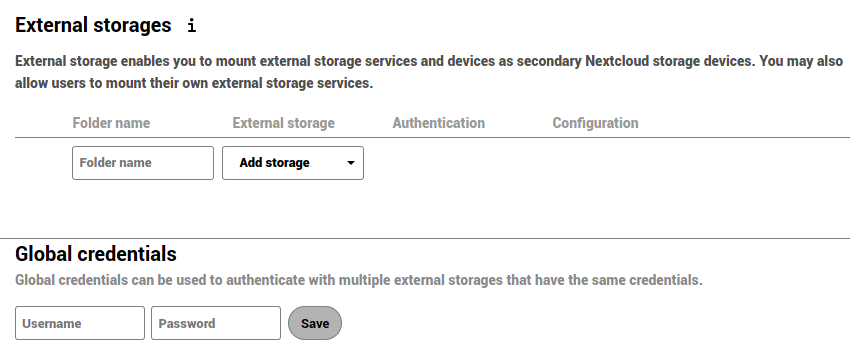 External storages i
External storage enables you to mount external storage services and devices as secondary Nextcloud storage devices. You may also
allow users to mount their own external storage services.
Folder name External storage Authentication Configuration
Folder name Add storage
Global credentials
Global credentials can be used to authenticate with multiple external storages that have the same credentials.
Username Password Save